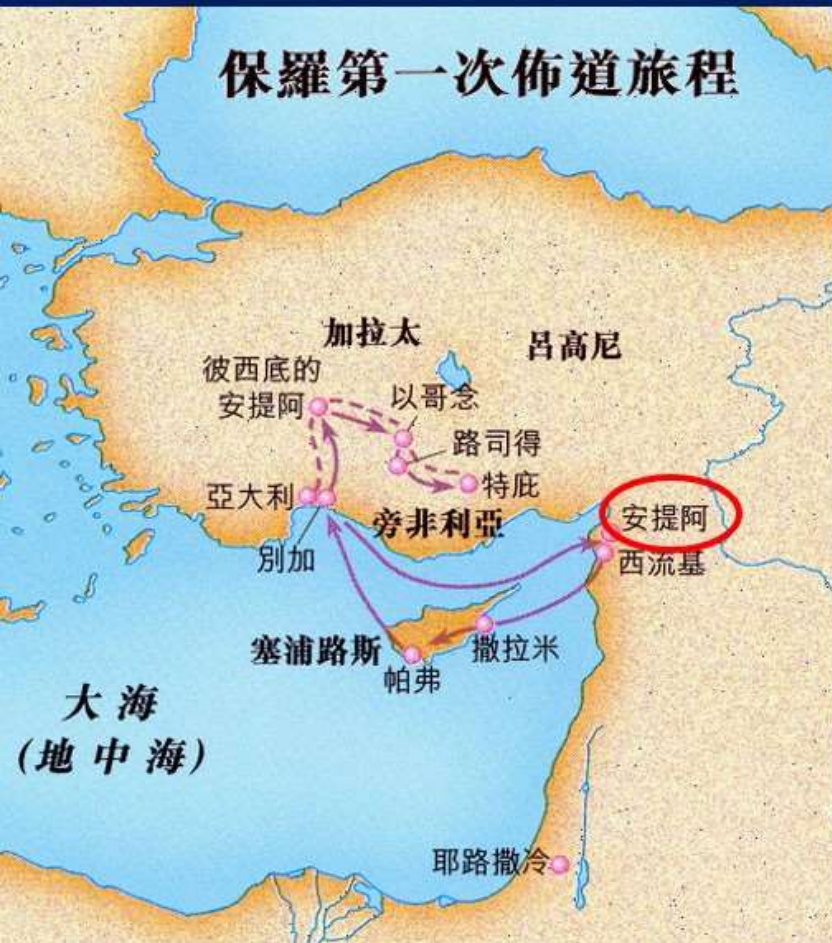 保羅第一次佈道旅程
加拉太
呂高尼
彼西底的
安提阿
以哥念
路司得
特庇
亞大利
旁非利亞
安提阿
別加
西流基
塞浦路斯
撒拉米
帕弗
大海
(地中海)
耶路撒冷